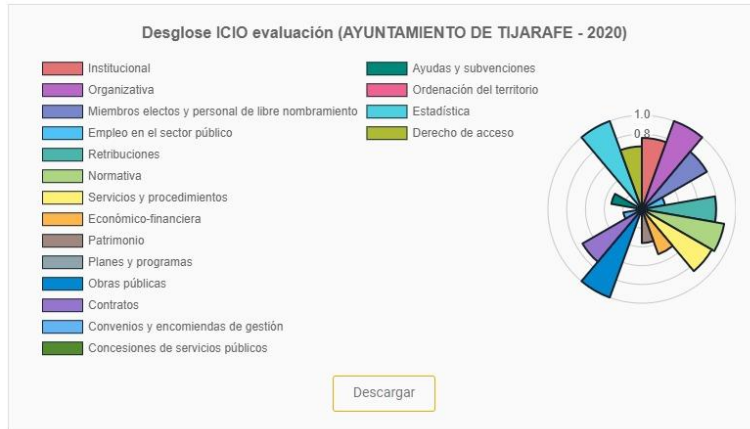 Desglose ICIO evaluación (AYUNTAMIENTO DE TIJARAFE - 2020)
Institucional
Organizativa
Miembros electos y personal de libre nombramiento
Empleo en el sector público
Retribuciones
Normativa
Servicios y procedimientos
Económico-financiera
Patrimonio
Planes y programas
Obras públicas
Contratos
Convenios y encomiendas de gestión
Concesiones de servicios públicos
Ayudas y subvenciones
Ordenación del territorio
Estadística
Derecho de acceso
1.0
0.8
Descargar